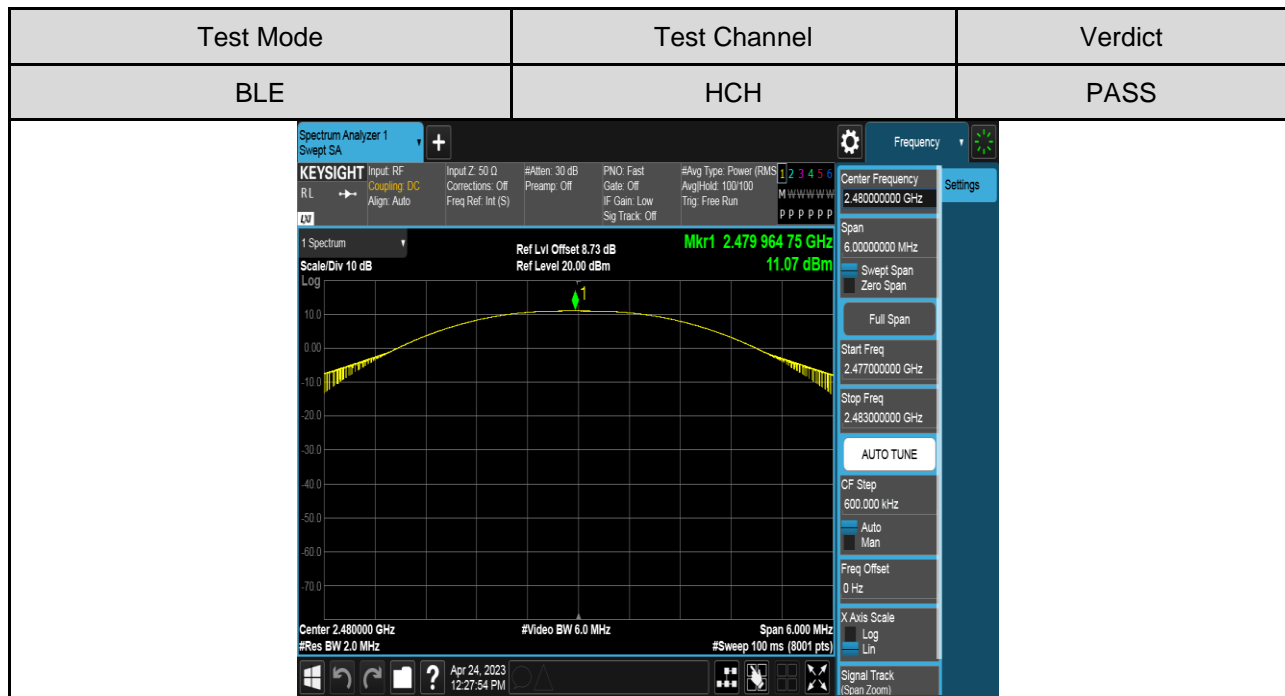 Test Mode Test Channel Verdict
BLE HCH PASS
Spectrum Analyzer 1
Swept SA
+
Frequency
KEYSIGHT Input: RF Input Z: 50 Ω #Atten: 30 dB PNO: Fast #Avg Type: Power (RMS 1 2 3 4 5 6
RL Coupling: DC Corrections: Off Preamp: Off Gate: Off Avg|Hold: 100/100 M W W W W W
Align: Auto Freq Ref: Int (S) IF Gain: Low Trig: Free Run
Sig Track: Off P P P P P P
LXI
1 Spectrum
Ref Lvl Offset 8.73 dB Mkr1 2.479 964 75 GHz
Scale/Div 10 dB Ref Level 20.00 dBm 11.07 dBm
Log
1
10.0
0.00
-10.0
-20.0
-30.0
-40.0
-50.0
-60.0
-70.0
Center 2.480000 GHz #Video BW 6.0 MHz Span 6.000 MHz
#Res BW 2.0 MHz #Sweep 100 ms (8001 pts)
? Apr 24, 2023
12:27:54 PM
Center Frequency
2.480000000 GHz
Settings
Span
6.00000000 MHz
Swept Span
Zero Span
Full Span
Start Freq
2.477000000 GHz
Stop Freq
2.483000000 GHz
AUTO TUNE
CF Step
600.000 kHz
Auto
Man
Freq Offset
0 Hz
X Axis Scale
Log
Lin
Signal Track
(Span Zoom)